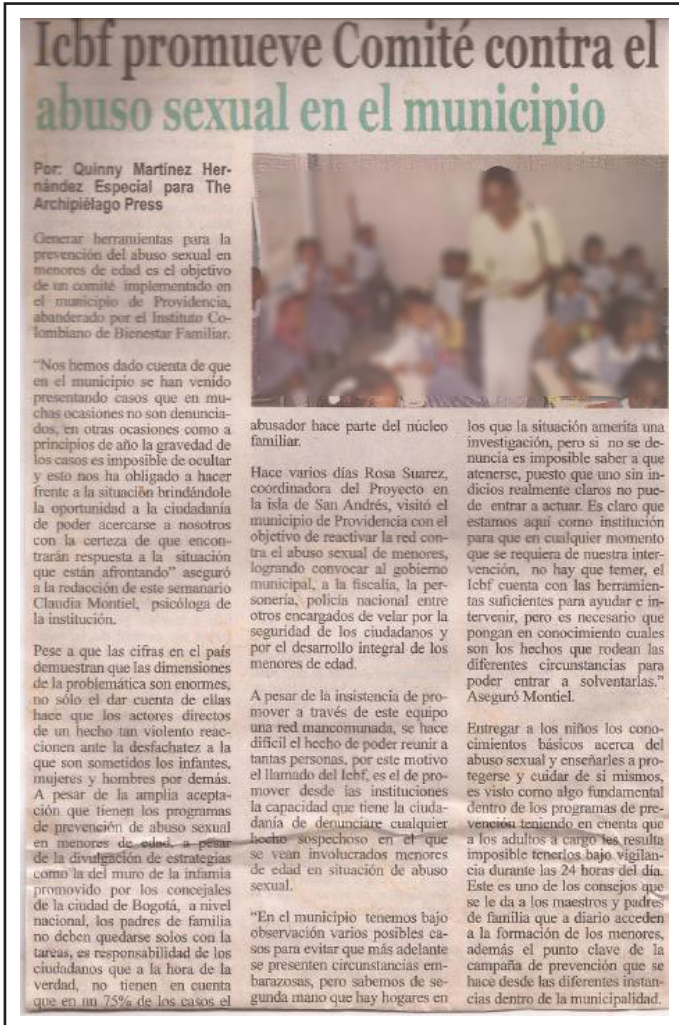 Icbf promueve Comité contra el
abuso sexual en el municipio
Por: Quinny Martínez Her-
nández Especial para The
Archipiélago Press
Generar herramientas para la
prevención del abuso sexual en
menores de edad es el objetivo
de un comité implementado en
el municipio de Providencia,
abanderado por el Instituto Co-
lombiano de Bienestar Familiar.
“Nos hemos dado cuenta de que
en el municipio se han venido
presentando casos que en mu-
chas ocasiones no son denuncia-
dos, en otras ocasiones como a
principios de año la gravedad de
los casos es imposible de ocultar
y esto nos ha obligado a hacer
frente a la situación brindándole
la oportunidad a la ciudadanía
de poder acercarse a nosotros
con la certeza de que encon-
trarán respuesta a la situación
que están afrontando” aseguró
a la redacción de este semanario
Claudia Montiel, psicóloga de
la institución.
Pese a que las cifras en el país
demuestran que las dimensiones
de la problemática son enormes,
no sólo el dar cuenta de ellas
hace que los actores directos
de un hecho tan violento reac-
cionen ante la desfachatez a la
que son sometidos los infantes,
mujeres y hombres por demás.
A pesar de la amplia acepta-
ción que tienen los programas
de prevención de abuso sexual
en menores de edad, a pesar
de la divulgación de estrategias
como la del muro de la infamia
promovido por los concejales
de la ciudad de Bogotá, a nivel
nacional, los padres de familia
no deben quedarse solos con la
tareas, es responsabilidad de los
ciudadanos que a la hora de la
verdad, no tienen en cuenta
que en un 75% de los casos el
abusador hace parte del núcleo
familiar.
Hace varios días Rosa Suarez,
coordinadora del Proyecto en
la isla de San Andrés, visitó el
municipio de Providencia con el
objetivo de reactivar la red con-
tra el abuso sexual de menores,
logrando convocar al gobierno
municipal, a la fiscalía, la per-
sonería, policía nacional entre
otros encargados de velar por la
seguridad de los ciudadanos y
por el desarrollo integral de los
menores de edad.
A pesar de la insistencia de pro-
mover a través de este equipo
una red mancomunada, se hace
difícil el hecho de poder reunir a
tantas personas, por este motivo
el llamado del Icbf, es el de pro-
mover desde las instituciones
la capacidad que tiene la ciuda-
danía de denunciare cualquier
hecho sospechoso en el que
se vean involucrados menores
de edad en situación de abuso
sexual.
“En el municipio tenemos bajo
observación varios posibles ca-
sos para evitar que más adelante
se presenten circunstancias em-
barazosas, pero sabemos de se-
gunda mano que hay hogares en
los que la situación amerita una
investigación, pero si no se de-
nuncia es imposible saber a que
atenerse, puesto que uno sin in-
dicios realmente claros no pue-
de entrar a actuar. Es claro que
estamos aquí como institución
para que en cualquier momento
que se requiera de nuestra inter-
vención, no hay que temer, el
Icbf cuenta con las herramien-
tas suficientes para ayudar e in-
tervenir, pero es necesario que
pongan en conocimiento cuales
son los hechos que rodean las
diferentes circunstancias para
poder entrar a solventarlas.”
Aseguró Montiel.
Entregar a los niños los cono-
cimientos básicos acerca del
abuso sexual y enseñarles a pro-
tegerse y cuidar de si mismos,
es visto como algo fundamental
dentro de los programas de pre-
vención teniendo en cuenta que
a los adultos a cargo les resulta
imposible tenerlos bajo vigilan-
cia durante las 24 horas del día.
Este es uno de los consejos que
se le da a los maestros y padres
de familia que a diario acceden
a la formación de los menores,
además el punto clave de la
campaña de prevención que se
hace desde las diferentes instan-
cias dentro de la municipalidad.